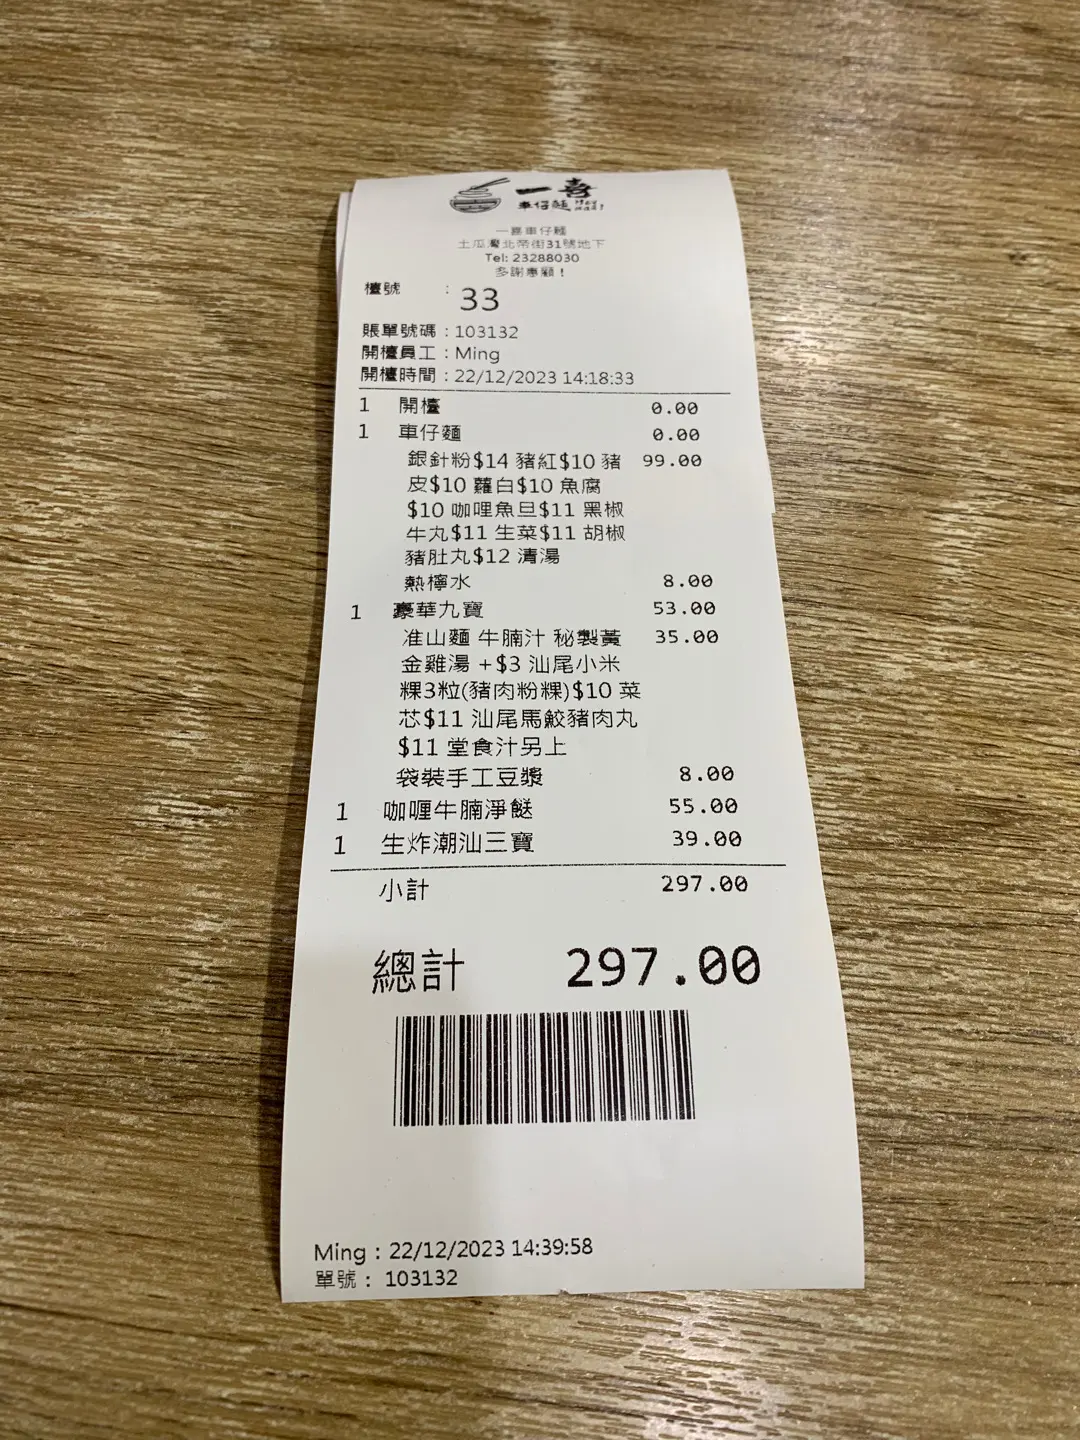 一喜
車仔麵
一喜車仔麵
土瓜灣北帝街31號地下
Tel: 23288030
多謝惠顧！
檯號 : 33
賬單號碼 : 103132
開檯員工 : Ming
開檯時間 : 22/12/2023 14:18:33
1 開檯 0.00
1 車仔麵 0.00
銀針粉$14 豬紅$10 豬 99.00
皮$10 蘿白$10 魚腐
$10 咖哩魚旦$11 黑椒
牛丸$11 生菜$11 胡椒
豬肚丸$12 清湯
熱檸水 8.00
1 豪華九寶 53.00
准山麵 牛腩汁 秘製黃 35.00
金雞湯 +$3 汕尾小米
粿3粒(豬肉粉粿)$10 菜
芯$11 汕尾馬鮫豬肉丸
$11 堂食汁另上
袋裝手工豆漿 8.00
1 咖喱牛腩淨餸 55.00
1 生炸潮汕三寶 39.00
小計 297.00
總計 297.00
Ming : 22/12/2023 14:39:58
單號 : 103132